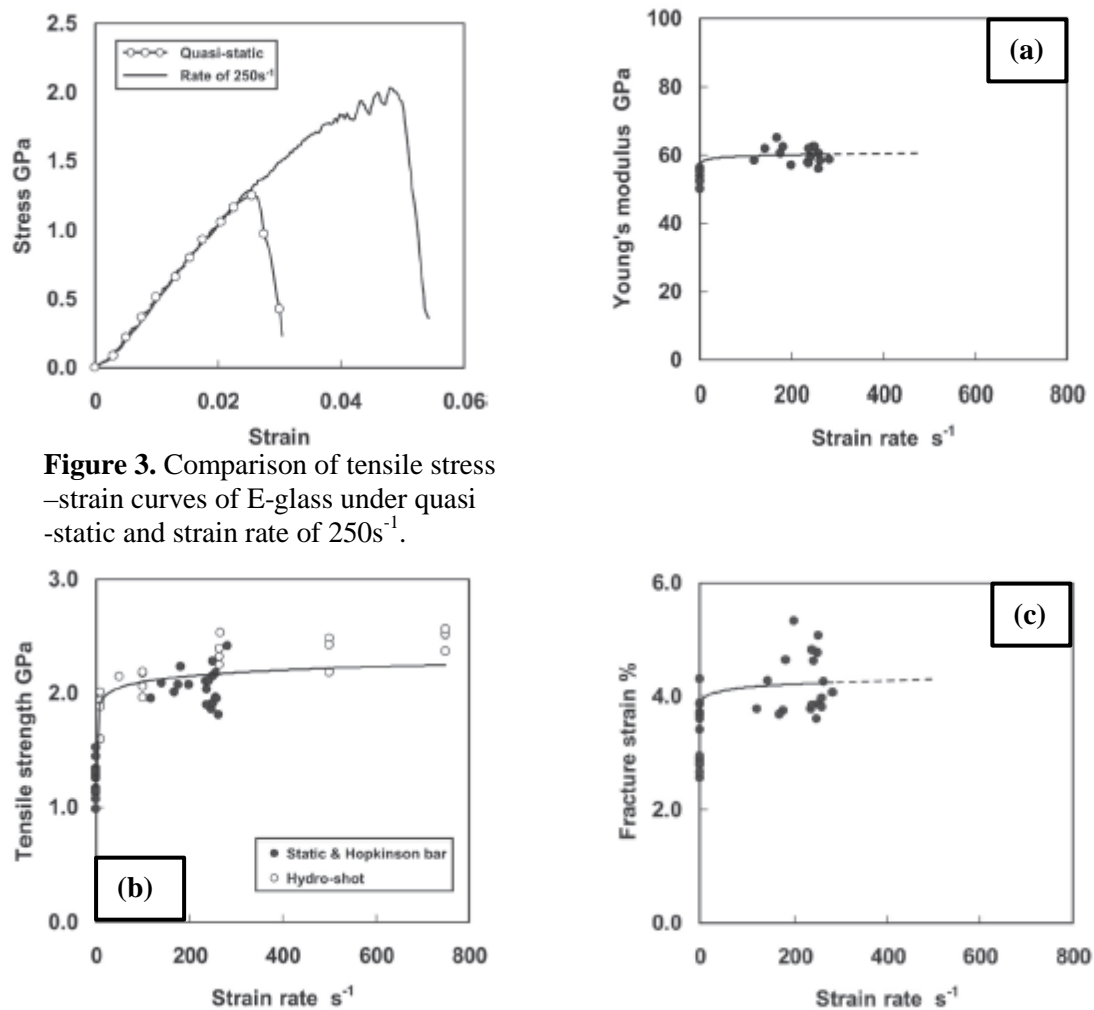 2.5
2.0
1.5
1.0
0.5
0.0
Stress GPa
Quasi-static
Rate of 250s-1
0 0.02 0.04 0.06
Strain
Figure 3. Comparison of tensile stress
–strain curves of E-glass under quasi
-static and strain rate of 250s-1.
(a)
100
80
60
40
20
0
Young's modulus GPa
0 200 400 600 800
Strain rate s-1
3.0
2.0
1.0
0.0
Tensile strength GPa
Static & Hopkinson bar
Hydro-shot
(b)
0 200 400 600 800
Strain rate s-1
(c)
6.0
4.0
2.0
0.0
Fracture strain %
0 200 400 600 800
Strain rate s-1